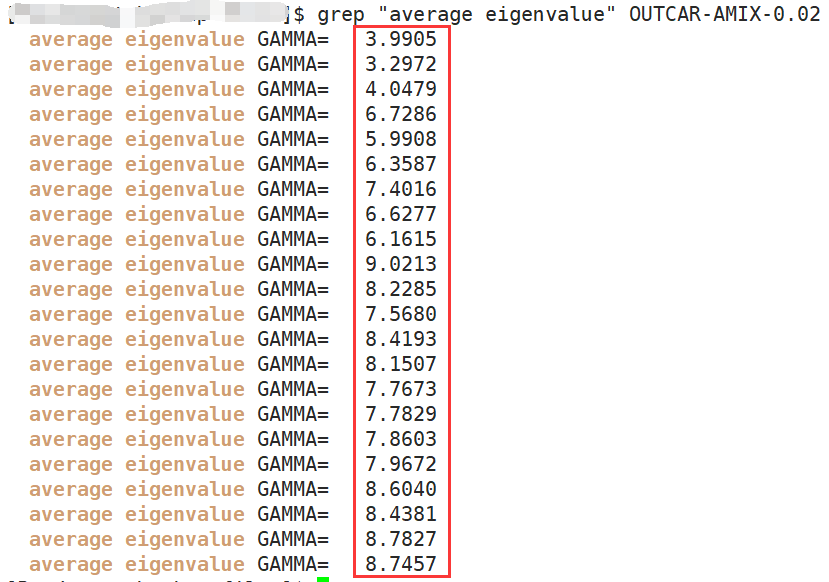 ]$ grep "average eigenvalue" OUTCAR-AMIX-0.02
average eigenvalue GAMMA= 3.9905
average eigenvalue GAMMA= 3.2972
average eigenvalue GAMMA= 4.0479
average eigenvalue GAMMA= 6.7286
average eigenvalue GAMMA= 5.9908
average eigenvalue GAMMA= 6.3587
average eigenvalue GAMMA= 7.4016
average eigenvalue GAMMA= 6.6277
average eigenvalue GAMMA= 6.1615
average eigenvalue GAMMA= 9.0213
average eigenvalue GAMMA= 8.2285
average eigenvalue GAMMA= 7.5680
average eigenvalue GAMMA= 8.4193
average eigenvalue GAMMA= 8.1507
average eigenvalue GAMMA= 7.7673
average eigenvalue GAMMA= 7.7829
average eigenvalue GAMMA= 7.8603
average eigenvalue GAMMA= 7.9672
average eigenvalue GAMMA= 8.6040
average eigenvalue GAMMA= 8.4381
average eigenvalue GAMMA= 8.7827
average eigenvalue GAMMA= 8.7457